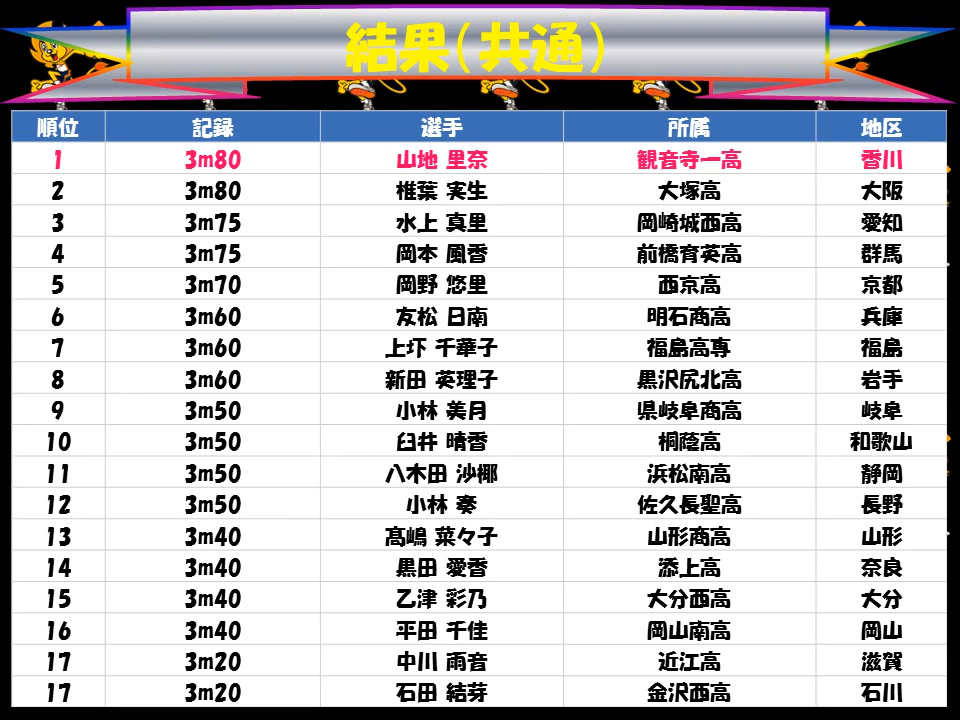 結果(共通)
順位 記録 選手 所属 地区
1 3m80 山地 里奈 観音寺一高 香川
2 3m80 椎葉 実生 大塚高 大阪
3 3m75 水上 真里 岡崎城西高 愛知
4 3m75 岡本 風香 前橋育英高 群馬
5 3m70 岡野 悠里 西京高 京都
6 3m60 友松 日南 明石商高 兵庫
7 3m60 上圷 千華子 福島高専 福島
8 3m60 新田 英理子 黒沢尻北高 岩手
9 3m50 小林 美月 県岐阜商高 岐阜
10 3m50 臼井 晴香 桐蔭高 和歌山
11 3m50 八木田 沙椰 浜松南高 静岡
12 3m50 小林 奏 佐久長聖高 長野
13 3m40 髙嶋 菜々子 山形商高 山形
14 3m40 黒田 愛香 添上高 奈良
15 3m40 乙津 彩乃 大分西高 大分
16 3m40 平田 千佳 岡山南高 岡山
17 3m20 中川 雨音 近江高 滋賀
17 3m20 石田 結芽 金沢西高 石川